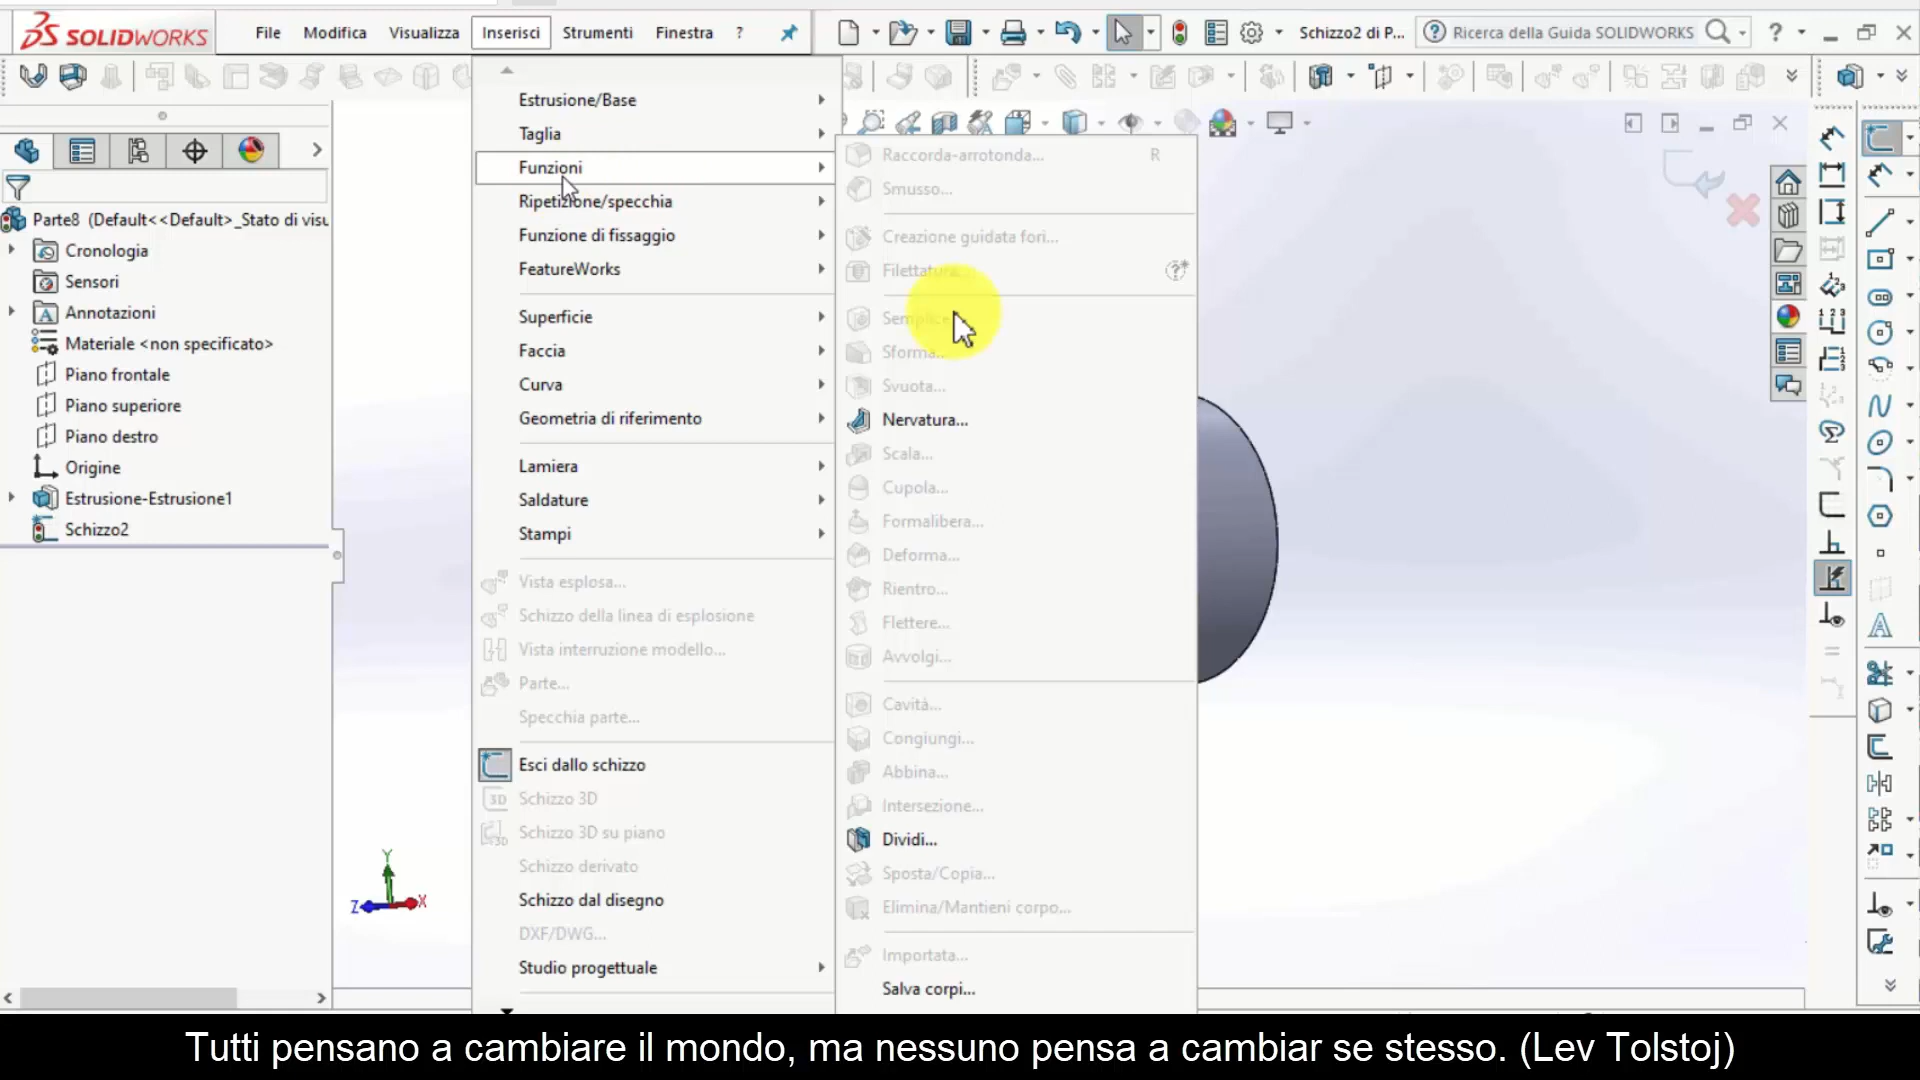 SOLIDWORKS
File Modifica Visualizza Inserisci Strumenti Finestra ?
Schizzo2 di P...
Ricerca della Guida SOLIDWORKS
Parte8 (Default<<Default>_Stato di visu
Cronologia
Sensori
Annotazioni
Materiale <non specificato>
Piano frontale
Piano superiore
Piano destro
Origine
Estrusione-Estrusione1
Schizzo2
Estrusione/Base
Taglia
Funzioni
Ripetizione/specchia
Funzione di fissaggio
FeatureWorks
Superficie
Faccia
Curva
Geometria di riferimento
Lamiera
Saldature
Stampi
Vista esplosa...
Schizzo della linea di esplosione
Vista interruzione modello...
Parte...
Specchia parte...
Esci dallo schizzo
Schizzo 3D
Schizzo 3D su piano
Schizzo derivato
Schizzo dal disegno
DXF/DWG...
Studio progettuale
Raccorda-arrotonda... R
Smusso...
Creazione guidata fori...
Filettatura...
Semplice...
Sforma...
Svuota...
Nervatura...
Scala...
Cupola...
Formalibera...
Deforma...
Rientro...
Flettere...
Avvolgi...
Cavità...
Congiungi...
Abbina...
Intersezione...
Dividi...
Sposta/Copia...
Elimina/Mantieni corpo...
Importata...
Salva corpi...
Y
Z X
Tutti pensano a cambiare il mondo, ma nessuno pensa a cambiar se stesso. (Lev Tolstoj)